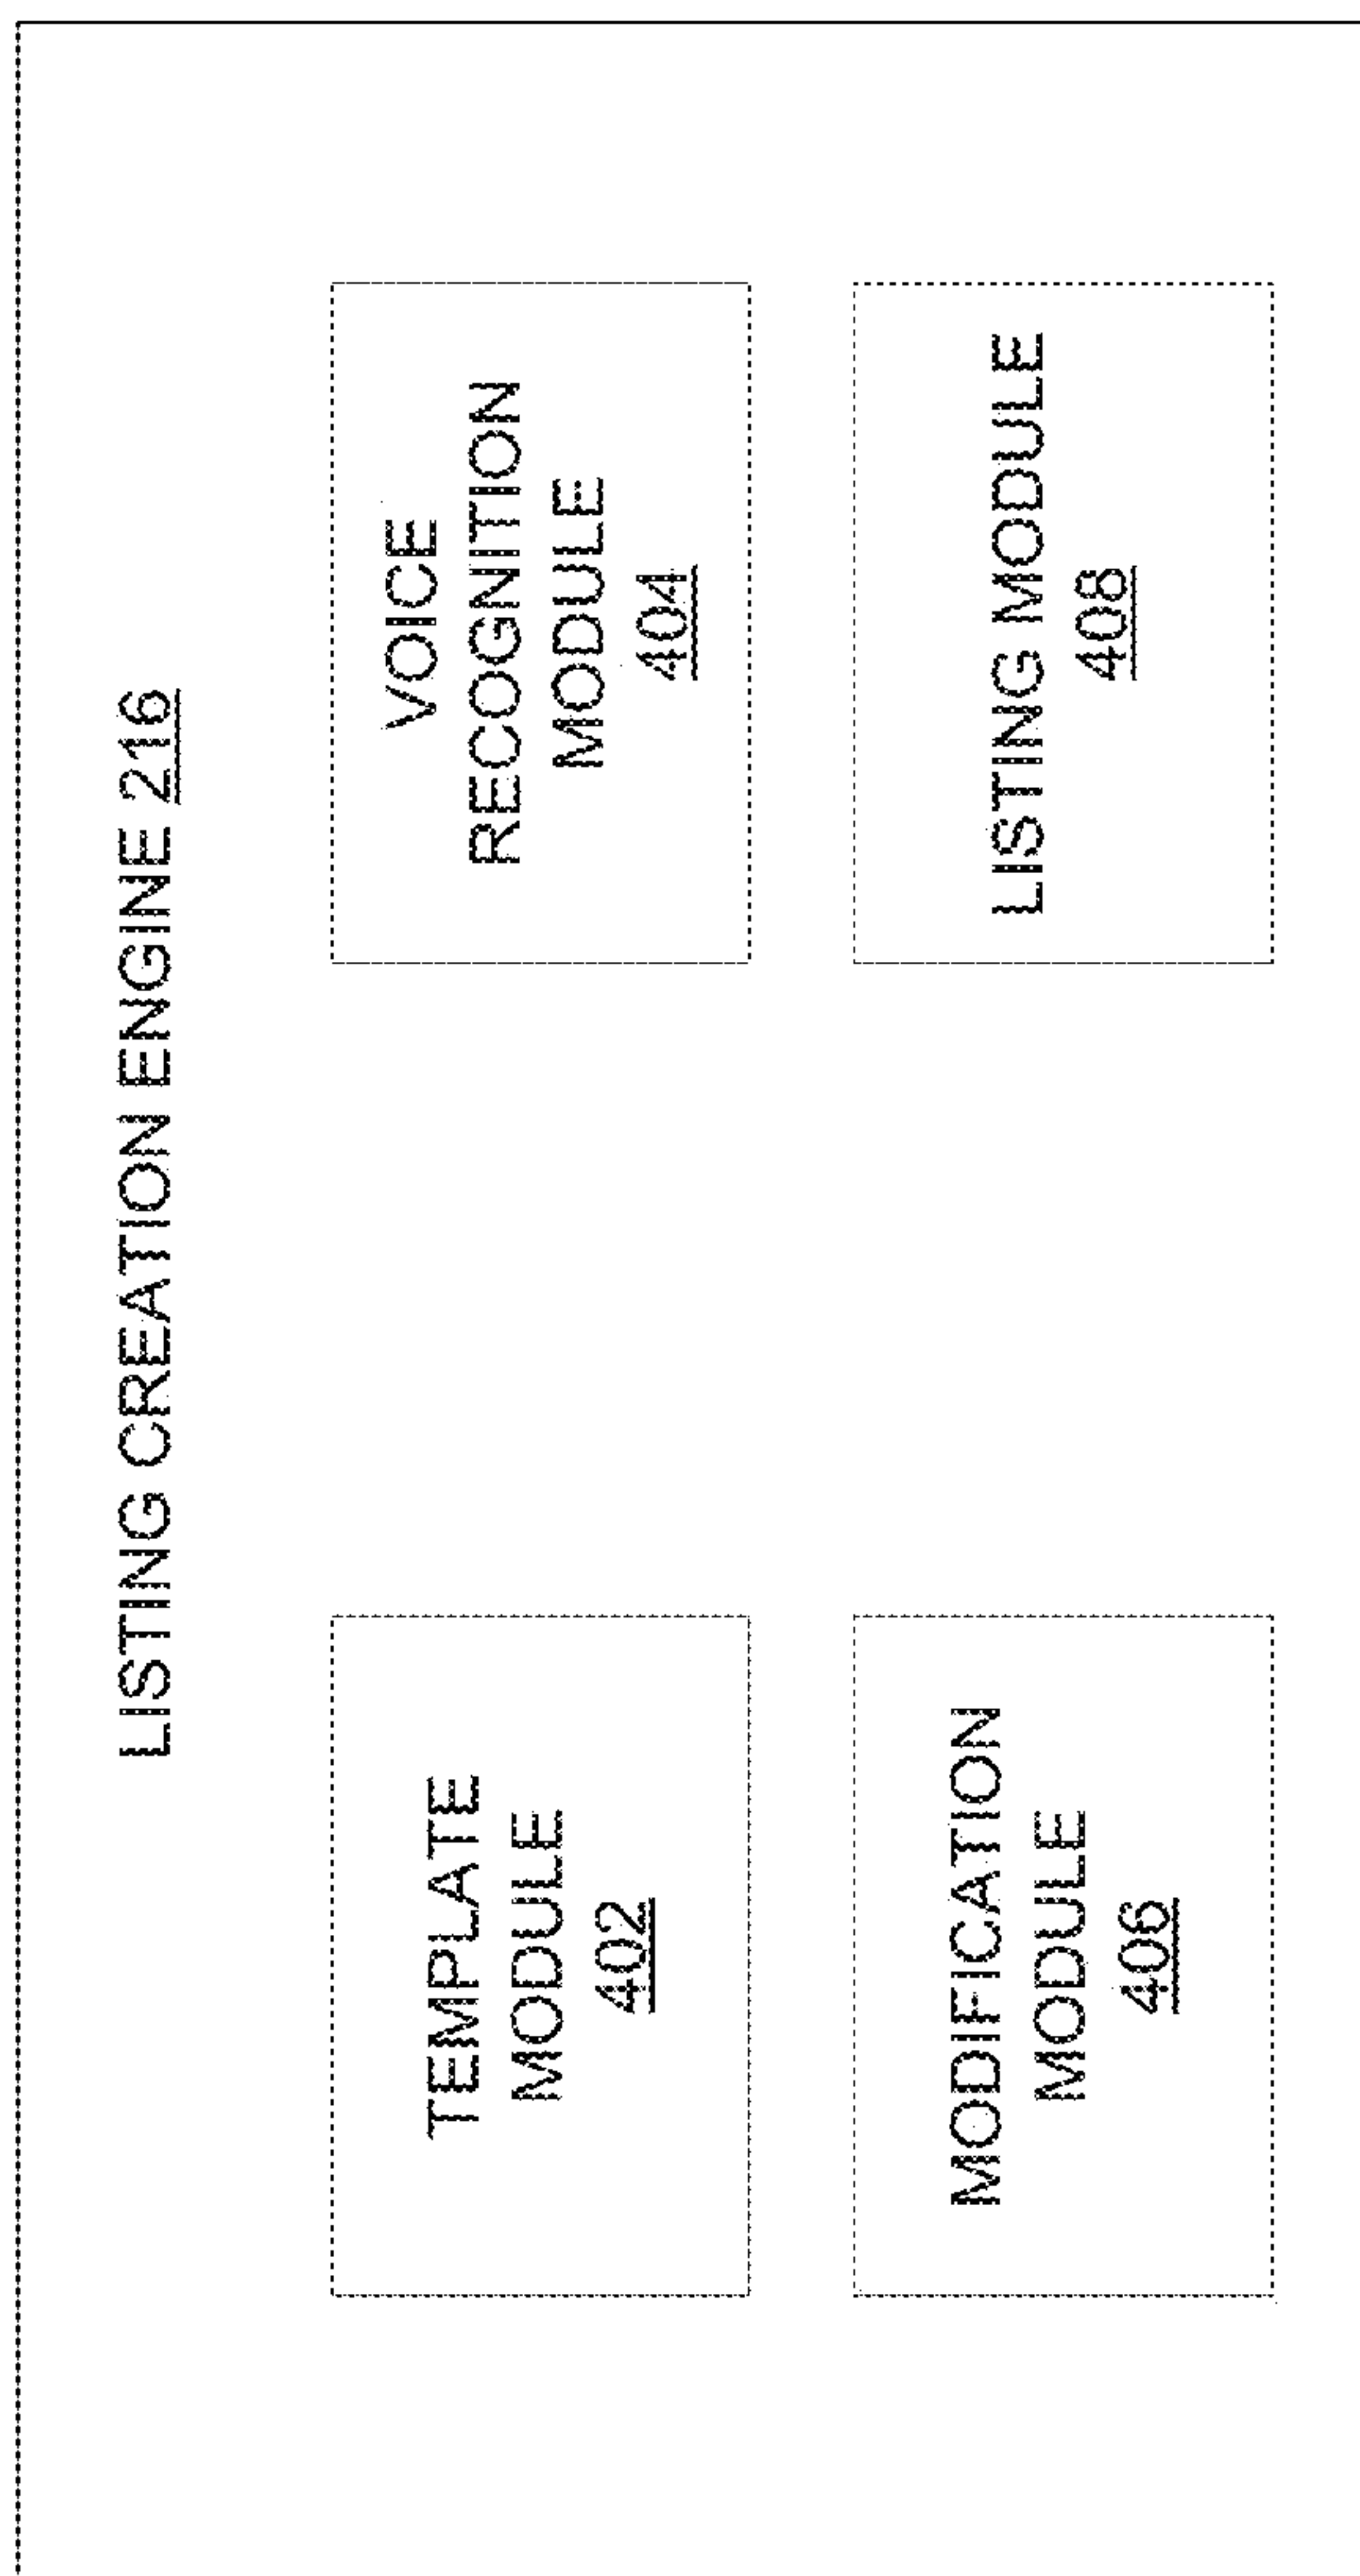 LISTING CREATION ENGINE 216
TEMPLATE
MODULE
402
VOICE
RECOGNITION
MODULE
404
MODIFICATION
MODULE
406
LISTING MODULE
408